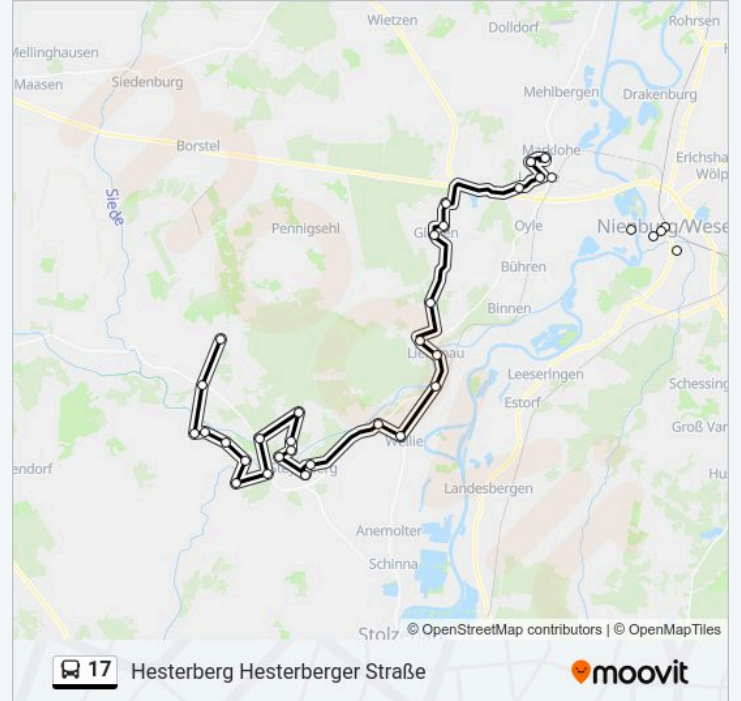 Wietzen
Dolldorf
Rohrsen
Mellinghausen
Maasen
Siedenburg
Mehlbergen
Drakenburg
Borstel
Marklohe
Erichsha
Wölp
Siede
Pennigsehl
Oyle
Nienburg/Wese
Bühren
Binnen
Leeseringen
Estorf
Schessing
Groß Var
Wellie
endorf
Landesbergen
Hu
Anemolter
Schinna
Stolz
© OpenStreetMap contributors | © OpenMapTiles
17 Hesterberg Hesterberger Straße
moovit